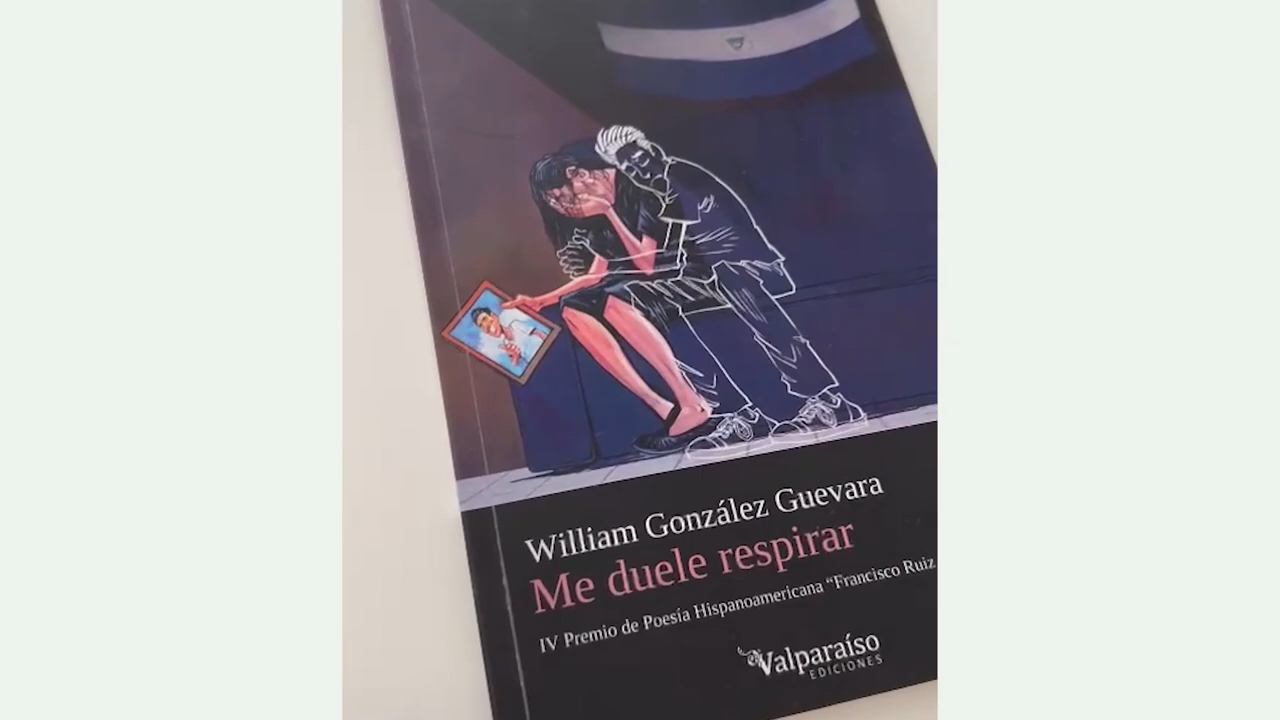 William González Guevara
Me duele respirar
IV Premio de Poesía Hispanoamericana “Francisco Ruiz
Valparaíso
EDICIONES